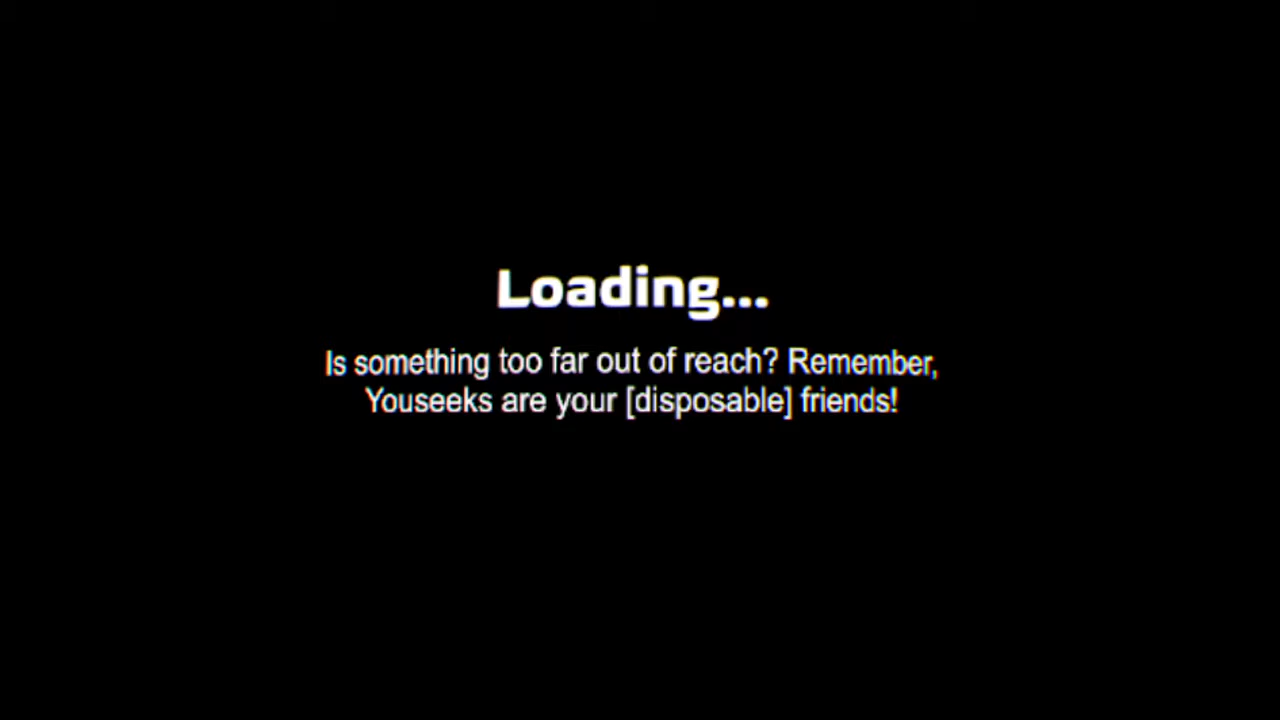 Loading...
Is something too far out of reach? Remember,
Youseeks are your [disposable] friends!